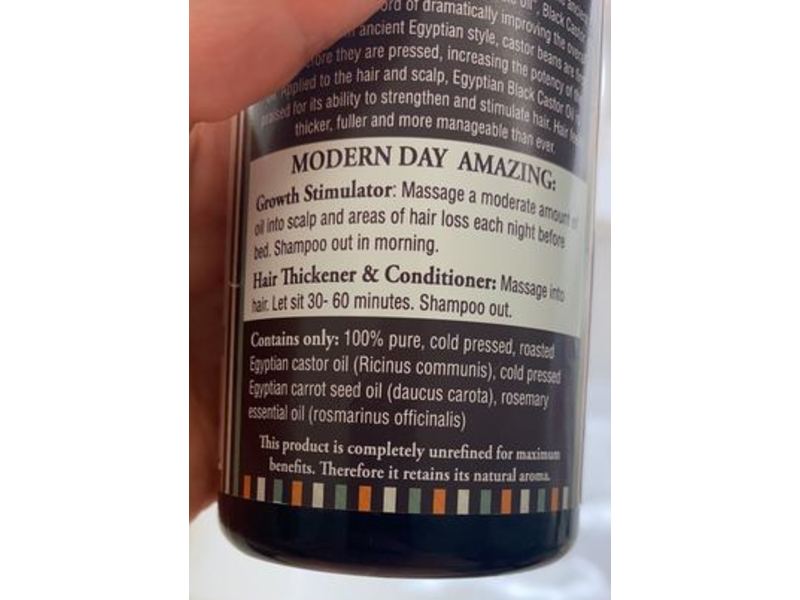 of dramatically improving the
ancient Egyptian style, castor beans are
they are pressed, increasing the potency of
Applied to the hair and scalp, Egyptian Black Castor Oil
praised for its ability to strengthen and stimulate hair. Hair
thicker, fuller and more manageable than ever.
MODERN DAY AMAZING:
Growth Stimulator: Massage a moderate amount of
oil into scalp and areas of hair loss each night before
bed. Shampoo out in morning.
Hair Thickener & Conditioner: Massage into
hair. Let sit 30- 60 minutes. Shampoo out.
Contains only: 100% pure, cold pressed, roasted
Egyptian castor oil (Ricinus communis), cold pressed
Egyptian carrot seed oil (daucus carota), rosemary
essential oil (rosmarinus officinalis)
This product is completely unrefined for maximum
benefits. Therefore it retains its natural aroma.